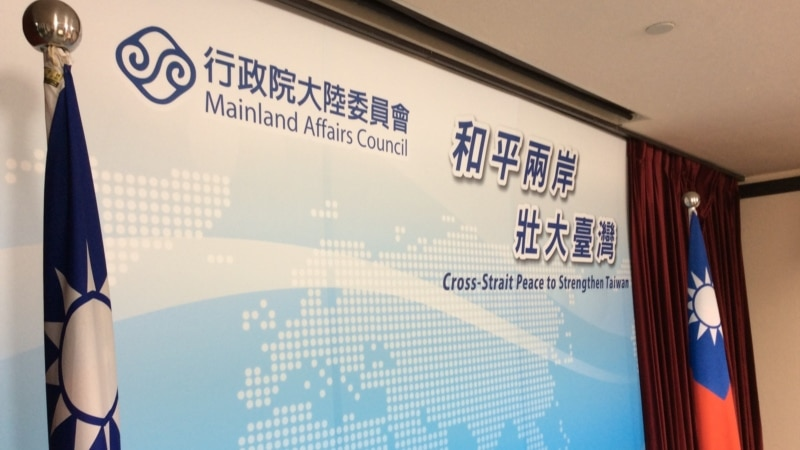 行政院大陸委員會
Mainland Affairs Council
和平兩岸
壯大臺灣
Cross-Strait Peace to Strengthen Taiwan